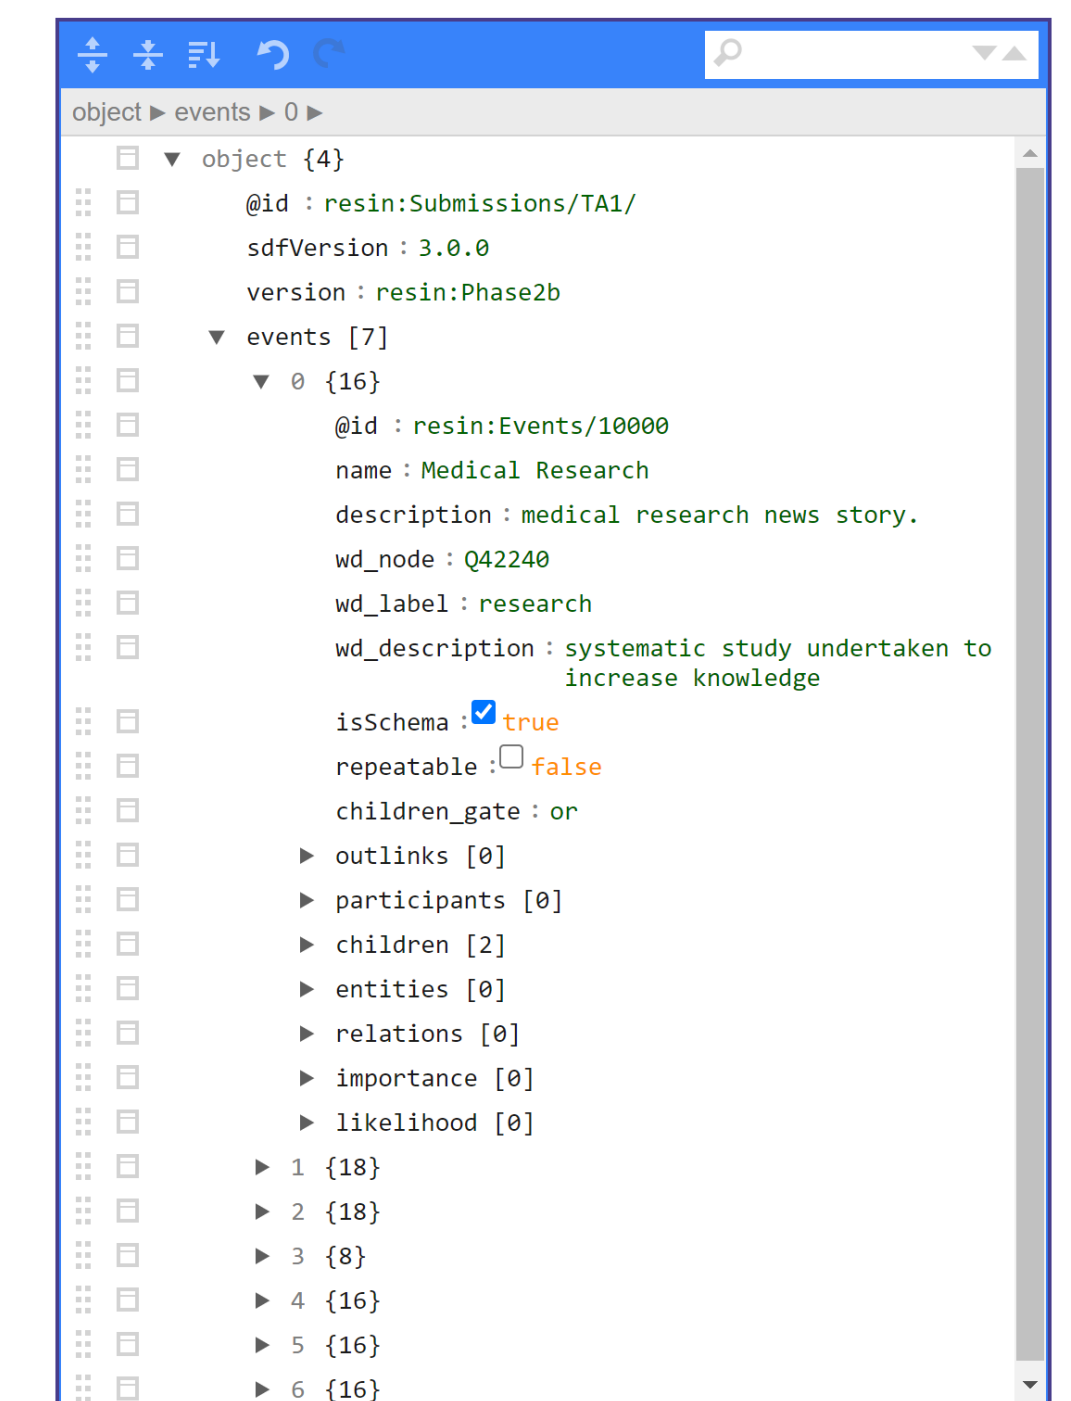 object ▶ events ▶ 0 ▶
object {4}
@id : resin:Submissions/TA1/
sdfVersion : 3.0.0
version : resin:Phase2b
events [7]
0 {16}
@id : resin:Events/10000
name : Medical Research
description : medical research news story.
wd_node : Q42240
wd_label : research
wd_description : systematic study undertaken to
increase knowledge
isSchema : true
repeatable : false
children_gate : or
outlinks [0]
participants [0]
children [2]
entities [0]
relations [0]
importance [0]
likelihood [0]
1 {18}
2 {18}
3 {8}
4 {16}
5 {16}
6 {16}